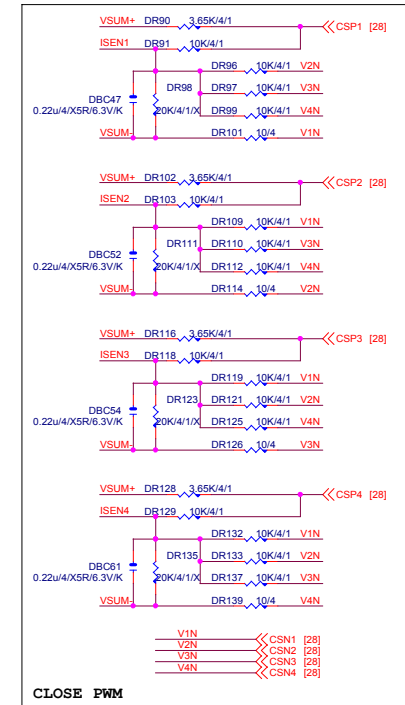 VSUM+ DR90 3.65K/4/1 CSP1 [28]
ISEN1 DR91 10K/4/1
DR96 10K/4/1 V2N
DR98 DR97 10K/4/1 V3N
DBC47
0.22u/4/X5R/6.3V/K 20K/4/1/X DR99 10K/4/1 V4N
VSUM- DR101 10/4 V1N
VSUM+ DR102 3.65K/4/1 CSP2 [28]
ISEN2 DR103 10K/4/1
DR109 10K/4/1 V1N
DR111 DR110 10K/4/1 V3N
DBC52
0.22u/4/X5R/6.3V/K 20K/4/1/X DR112 10K/4/1 V4N
VSUM- DR114 10/4 V2N
VSUM+ DR116 3.65K/4/1 CSP3 [28]
ISEN3 DR118 10K/4/1
DR119 10K/4/1 V1N
DR123 DR121 10K/4/1 V2N
DBC54
0.22u/4/X5R/6.3V/K 20K/4/1/X DR125 10K/4/1 V4N
VSUM- DR126 10/4 V3N
VSUM+ DR128 3.65K/4/1 CSP4 [28]
ISEN4 DR129 10K/4/1
DR132 10K/4/1 V1N
DR135 DR133 10K/4/1 V2N
DBC61
0.22u/4/X5R/6.3V/K 20K/4/1/X DR137 10K/4/1 V3N
VSUM- DR139 10/4 V4N
V1N CSN1 [28]
V2N CSN2 [28]
V3N CSN3 [28]
V4N CSN4 [28]
CLOSE PWM